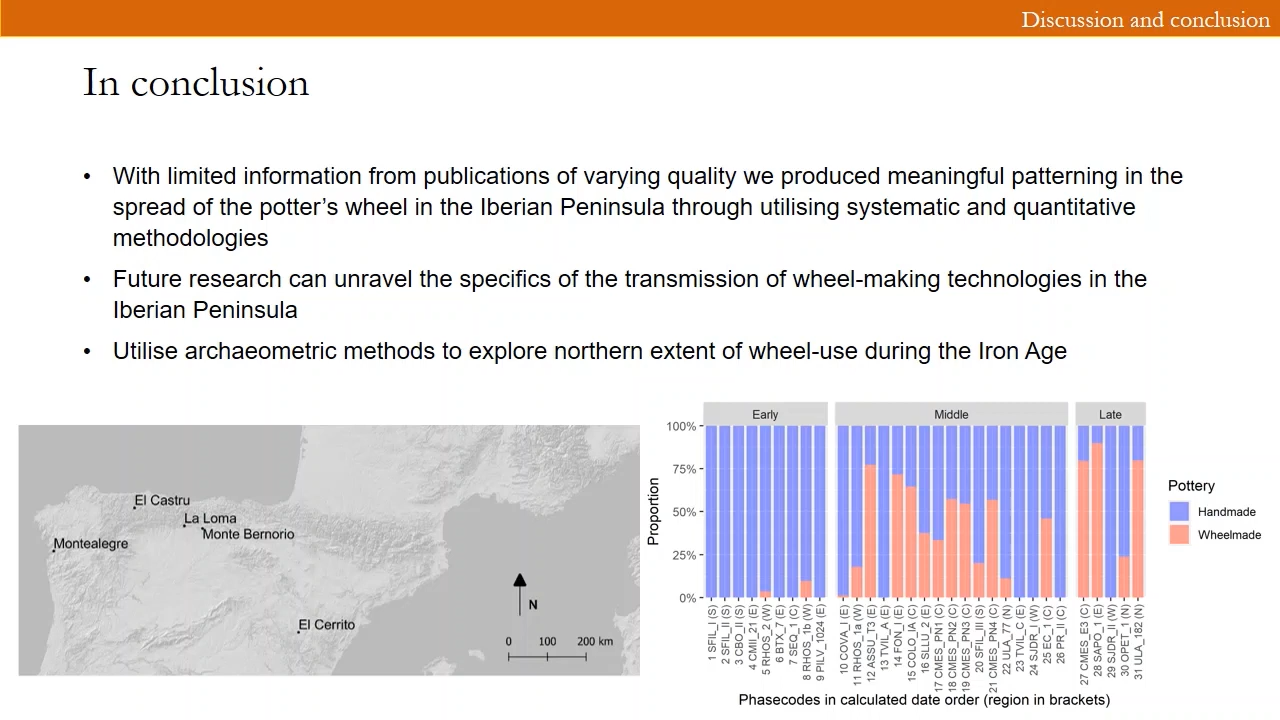 Discussion and conclusion
In conclusion
• With limited information from publications of varying quality we produced meaningful patterning in the
spread of the potter’s wheel in the Iberian Peninsula through utilising systematic and quantitative
methodologies
• Future research can unravel the specifics of the transmission of wheel-making technologies in the
Iberian Peninsula
• Utilise archaeometric methods to explore northern extent of wheel-use during the Iron Age
El Castru
La Loma
Monte Bernorio
Montealegre
El Cerrito
N
0 100 200 km
Early Middle Late
100%
75%
50%
25%
0%
Proportion
1 SFIL_I (S)
2 SFIL_II (S)
3 CBO_II (S)
4 CMII_21 (E)
5 RHOS_2 (W)
6 BTX_7 (E)
7 SEQ_1 (C)
8 RHOS_1b (W)
9 PILV_1024 (E)
10 COVA_I (E)
11 RHOS_1a (W)
12 ASSU_T3 (E)
13 TVIL_A (E)
14 FON_I (E)
15 COLO_IA (C)
16 SLLU_2 (E)
17 CMES_PN1 (C)
18 CMES_PN2 (C)
19 CMES_PN3 (C)
20 SFIL_III (S)
21 CMES_PN4 (C)
22 ULA_77 (N)
23 TVIL_C (E)
24 SJDR_I (W)
25 EC_1 (C)
26 PR_II (C)
27 CMES_E3 (C)
28 SAPO_1 (E)
29 SJDR_II (W)
30 OPET_1 (N)
31 ULA_182 (N)
Phasecodes in calculated date order (region in brackets)
Pottery
Handmade
Wheelmade